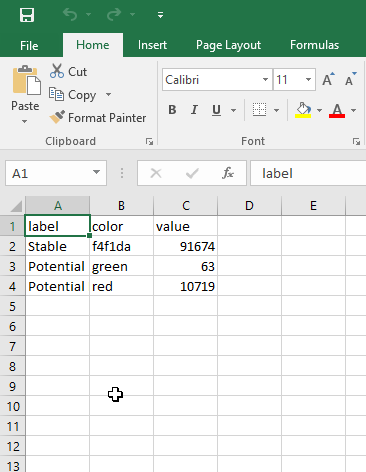 File Home Insert Page Layout Formulas
Cut
Copy
Format Painter
Paste
Clipboard
Calibri 11 A A
B I U A
Font
A1 fx label
A B C D E
1 label color value
2 Stable f4f1da 91674
3 Potential green 63
4 Potential red 10719
5
6
7
8
9
10
11
12
13